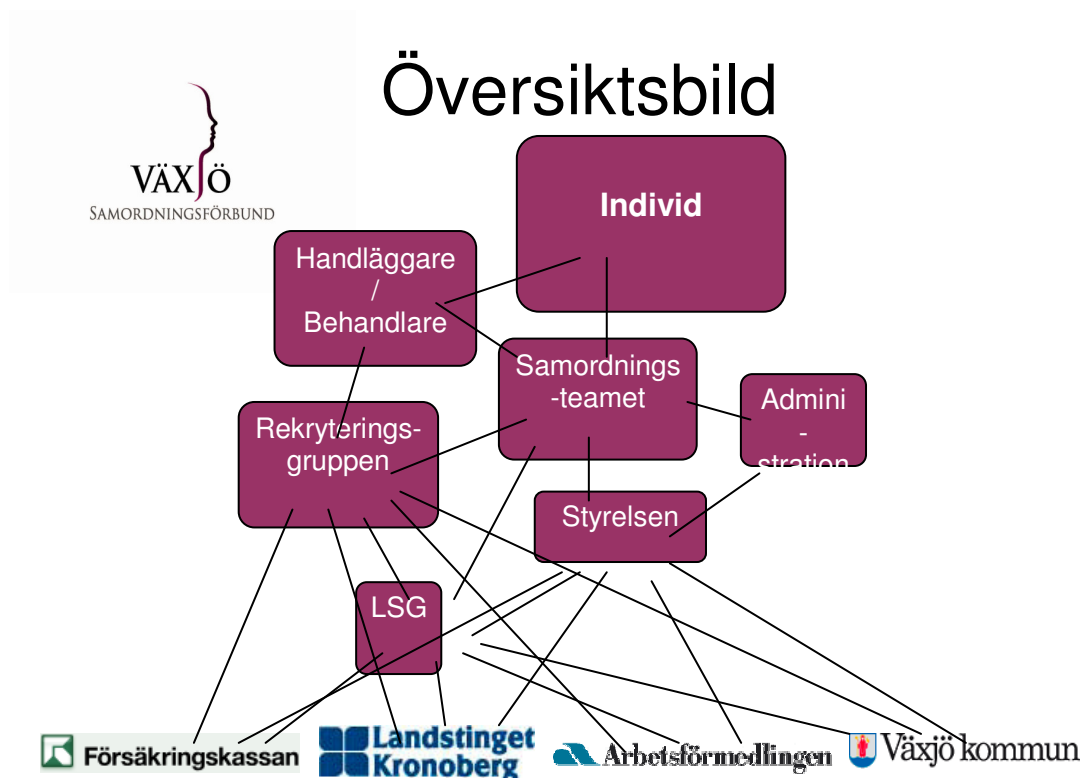 Översiktsbild
VÄXJÖ
SAMORDNINGSFÖRBUND
Individ
Handläggare
/
Behandlare
Samordnings
-teamet
Admini
-
stration
Rekryterings-
gruppen
Styrelsen
LSG
Försäkringskassan
Landstinget
Kronoberg
Arbetsförmedlingen
Växjö kommun